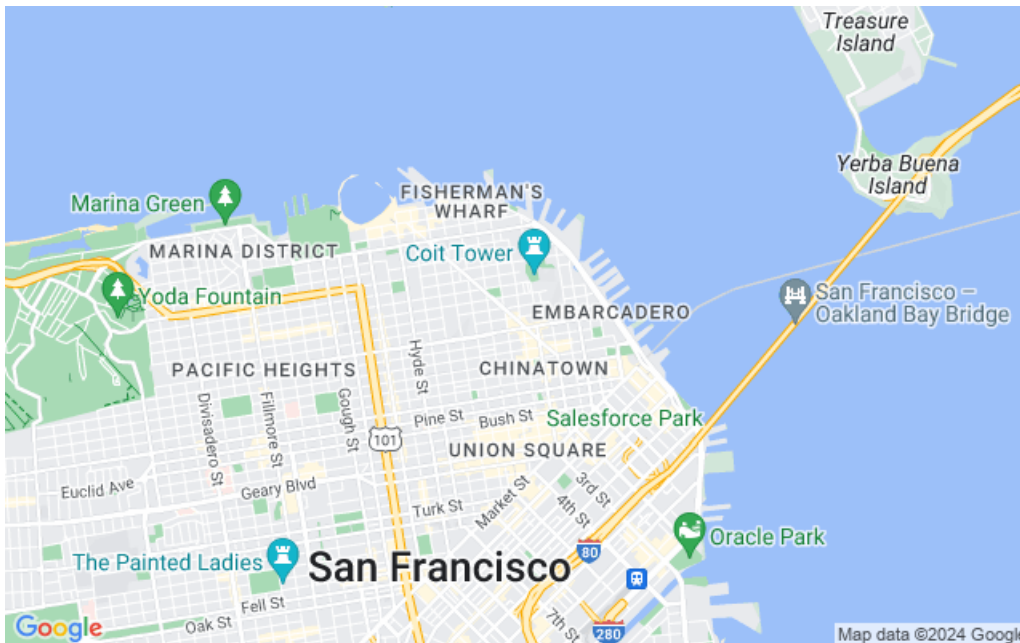 Treasure
Island
Yerba Buena
Island
FISHERMAN'S
WHARF
Marina Green
MARINA DISTRICT
Coit Tower
Yoda Fountain
San Francisco –
Oakland Bay Bridge
EMBARCADERO
PACIFIC HEIGHTS
Hyde St
CHINATOWN
Divisadero St
Fillmore St
Gough St
Pine St
Bush St
Salesforce Park
101
UNION SQUARE
Euclid Ave
Geary Blvd
Turk St
Market St
3rd St
4th St
Oracle Park
The Painted Ladies
San Francisco
80
Fell St
Oak St
7th St
280
Google
Map data ©2024 Google